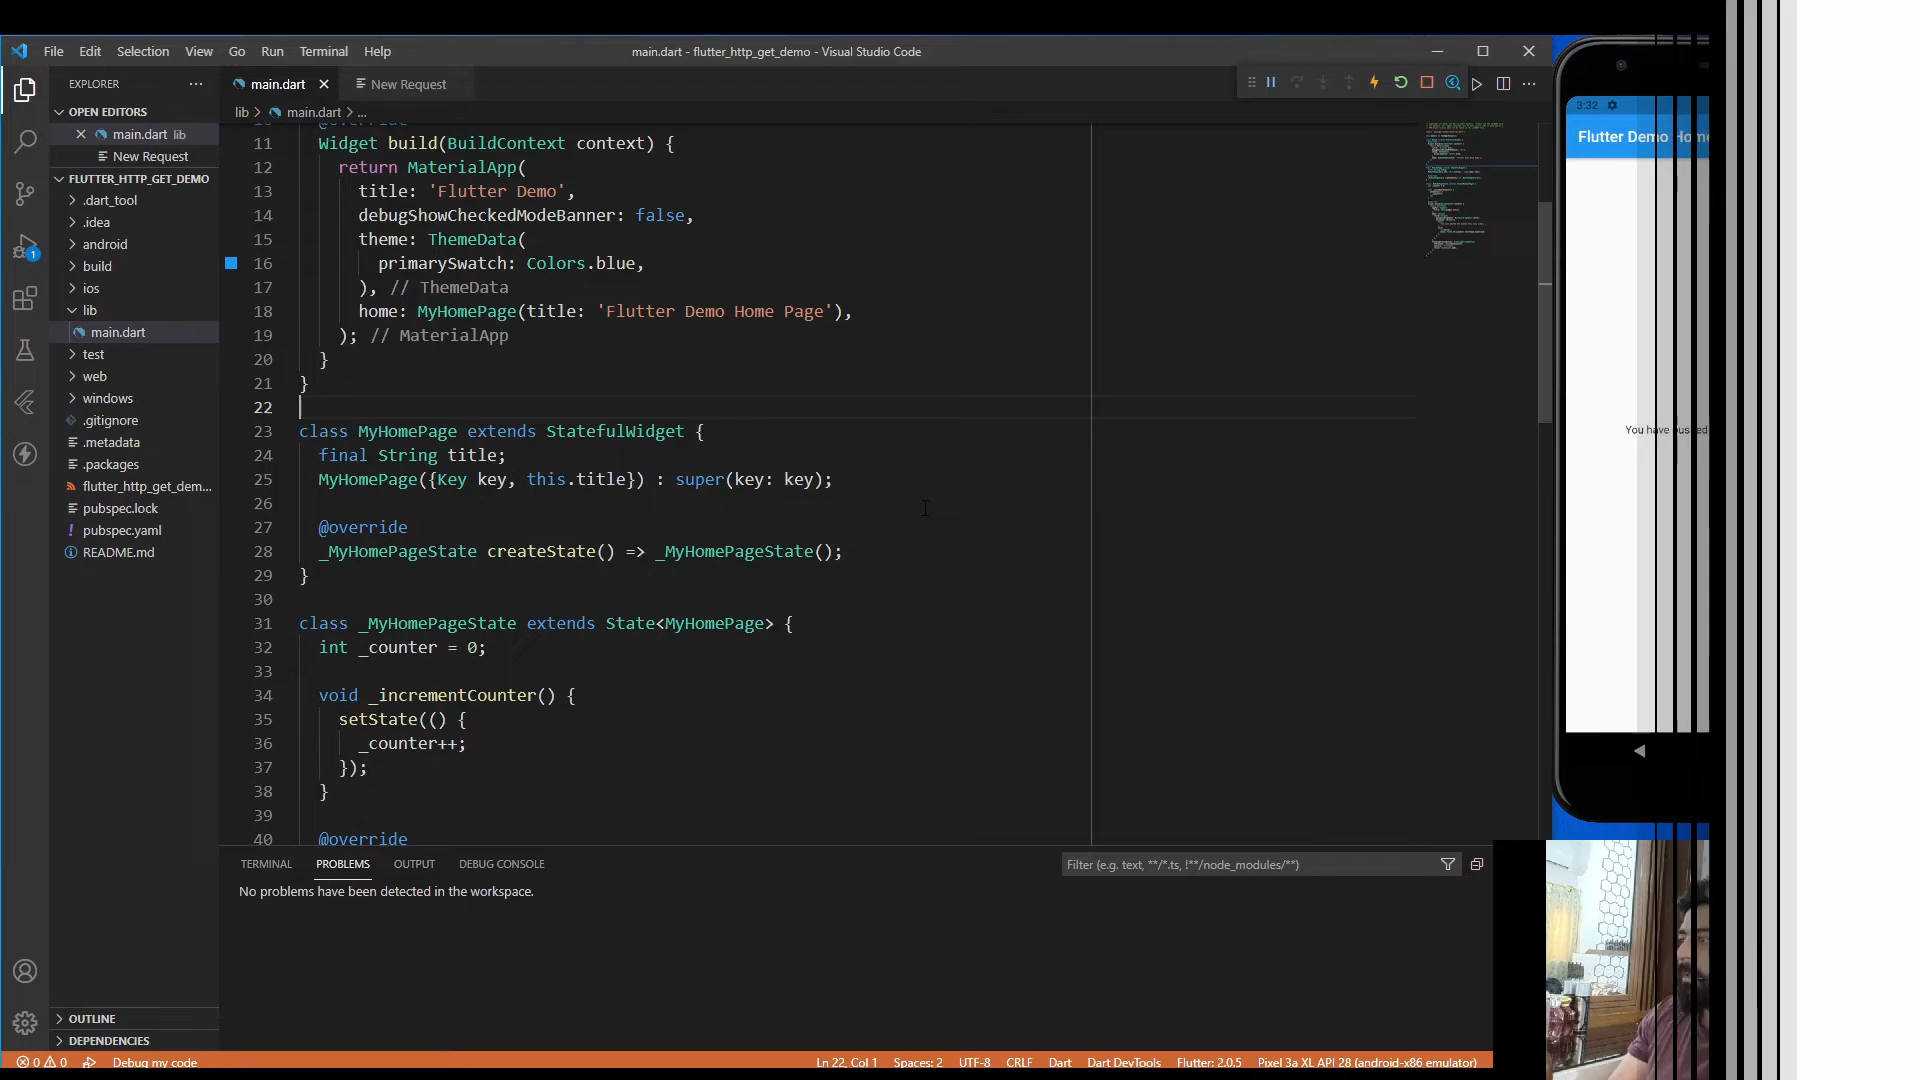 File Edit Selection View Go Run Terminal Help
main.dart - flutter_http_get_demo - Visual Studio Code
EXPLORER
OPEN EDITORS
main.dart lib
New Request
FLUTTER_HTTP_GET_DEMO
.dart_tool
.idea
android
build
ios
lib
main.dart
test
web
windows
.gitignore
.metadata
.packages
flutter_http_get_dem...
pubspec.lock
pubspec.yaml
README.md
OUTLINE
DEPENDENCIES
main.dart
New Request
lib > main.dart > ...
@override
11 Widget build(BuildContext context) {
12 return MaterialApp(
13 title: 'Flutter Demo',
14 debugShowCheckedModeBanner: false,
15 theme: ThemeData(
16 primarySwatch: Colors.blue,
17 ), // ThemeData
18 home: MyHomePage(title: 'Flutter Demo Home Page'),
19 ); // MaterialApp
20 }
21 }
22
23 class MyHomePage extends StatefulWidget {
24 final String title;
25 MyHomePage({Key key, this.title}) : super(key: key);
26
27 @override
28 _MyHomePageState createState() => _MyHomePageState();
29 }
30
31 class _MyHomePageState extends State<MyHomePage> {
32 int _counter = 0;
33
34 void _incrementCounter() {
35 setState(() {
36 _counter++;
37 });
38 }
39
40 @override
TERMINAL PROBLEMS OUTPUT DEBUG CONSOLE
Filter (e.g. text, **/*.ts, !**/node_modules/**)
No problems have been detected in the workspace.
0 0 Debug my code
Ln 22, Col 1 Spaces: 2 UTF-8 CRLF Dart Dart DevTools Flutter: 2.0.5 Pixel 3a XL API 28 (android-x86 emulator)
1
3:32
Flutter Demo Hom
You have pushed